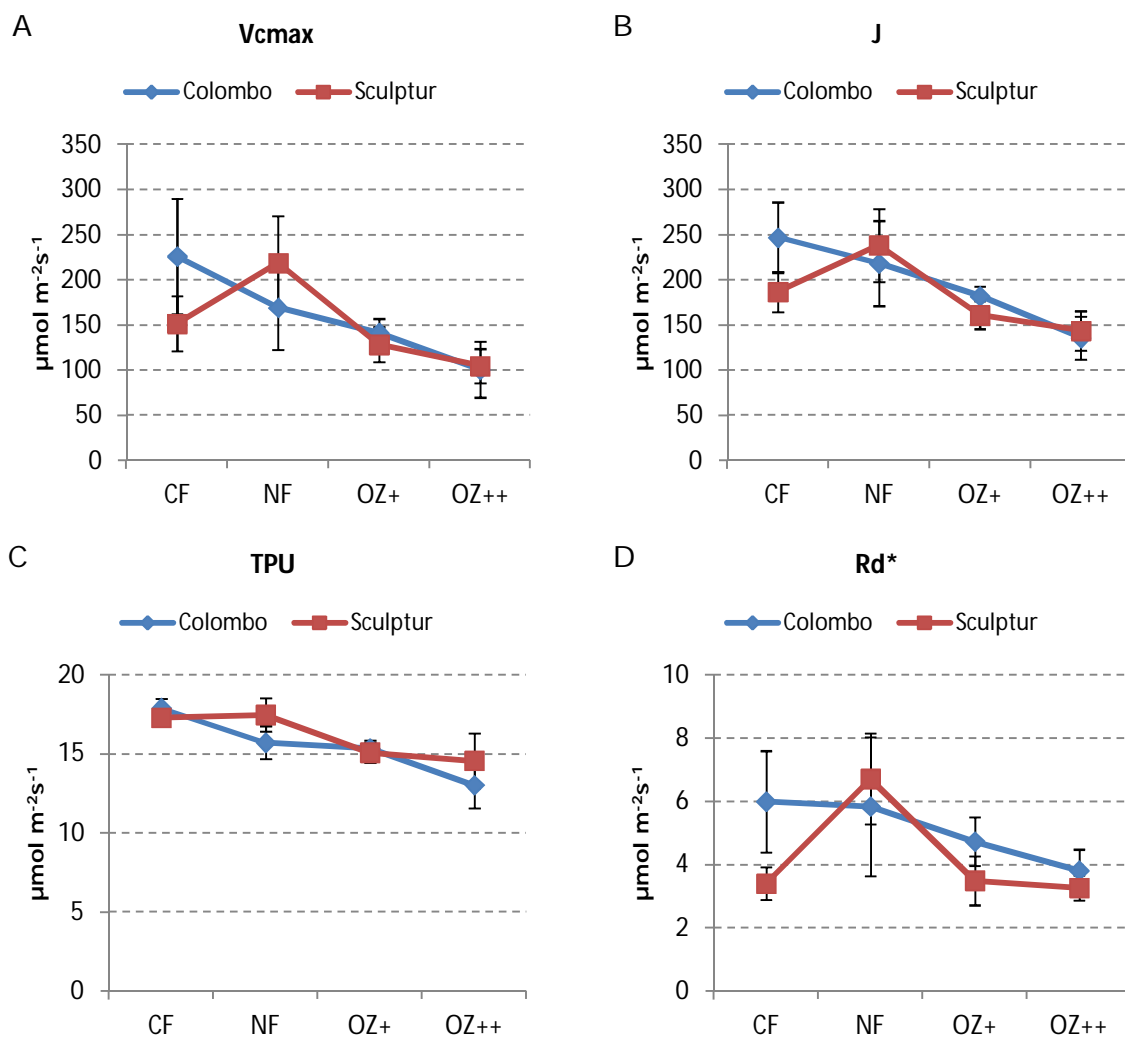 A
Vcmax
Colombo Sculptur
350
300
250
200
150
100
50
0
µmol m⁻²s⁻¹
CF NF OZ+ OZ++
B
J
Colombo Sculptur
350
300
250
200
150
100
50
0
µmol m⁻²s⁻¹
CF NF OZ+ OZ++
C
TPU
Colombo Sculptur
20
15
10
5
0
µmol m⁻²s⁻¹
CF NF OZ+ OZ++
D
Rd*
Colombo Sculptur
10
8
6
4
2
0
µmol m⁻²s⁻¹
CF NF OZ+ OZ++